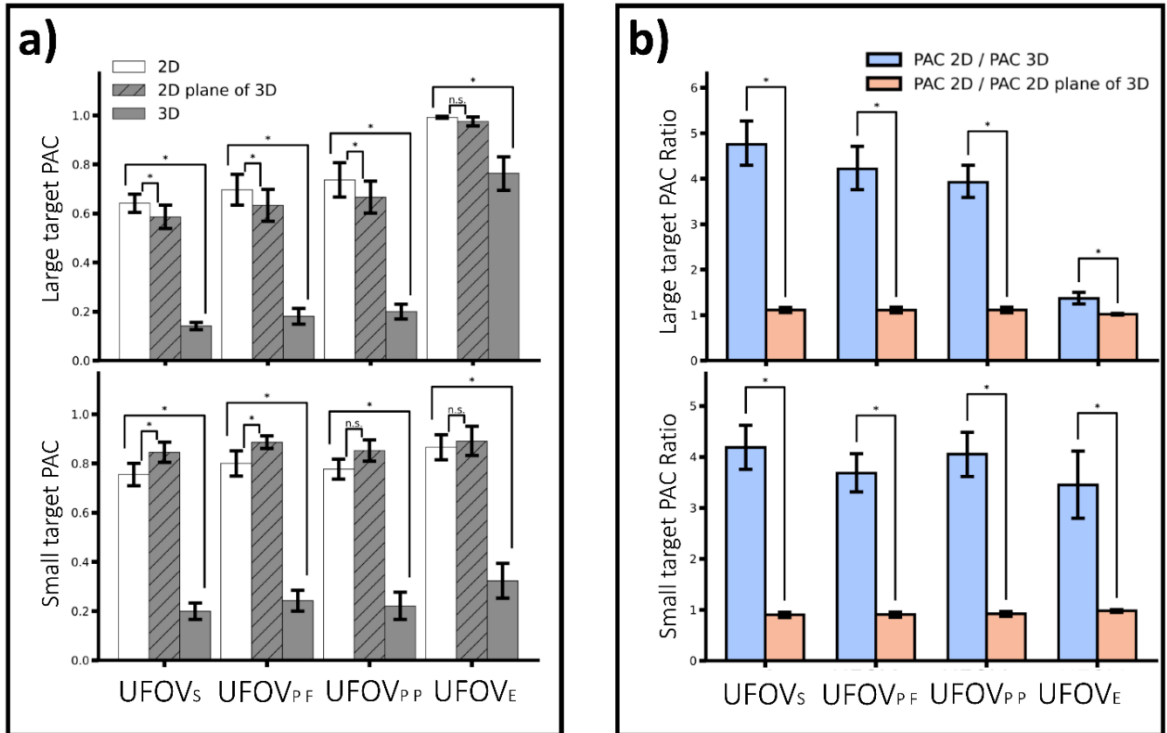 a)
2D
2D plane of 3D
3D
Large target PAC
1.0
0.8
0.6
0.4
0.2
0.0
* * * * * * n.s. *
Small target PAC
1.0
0.8
0.6
0.4
0.2
0.0
* * * * n.s. * n.s. *
UFOVS UFOVPF UFOVPP UFOVE
b)
PAC 2D / PAC 3D
PAC 2D / PAC 2D plane of 3D
Large target PAC Ratio
6
5
4
3
2
1
0
* * * *
Small target PAC Ratio
5
4
3
2
1
0
* * * *
UFOVS UFOVPF UFOVPP UFOVE